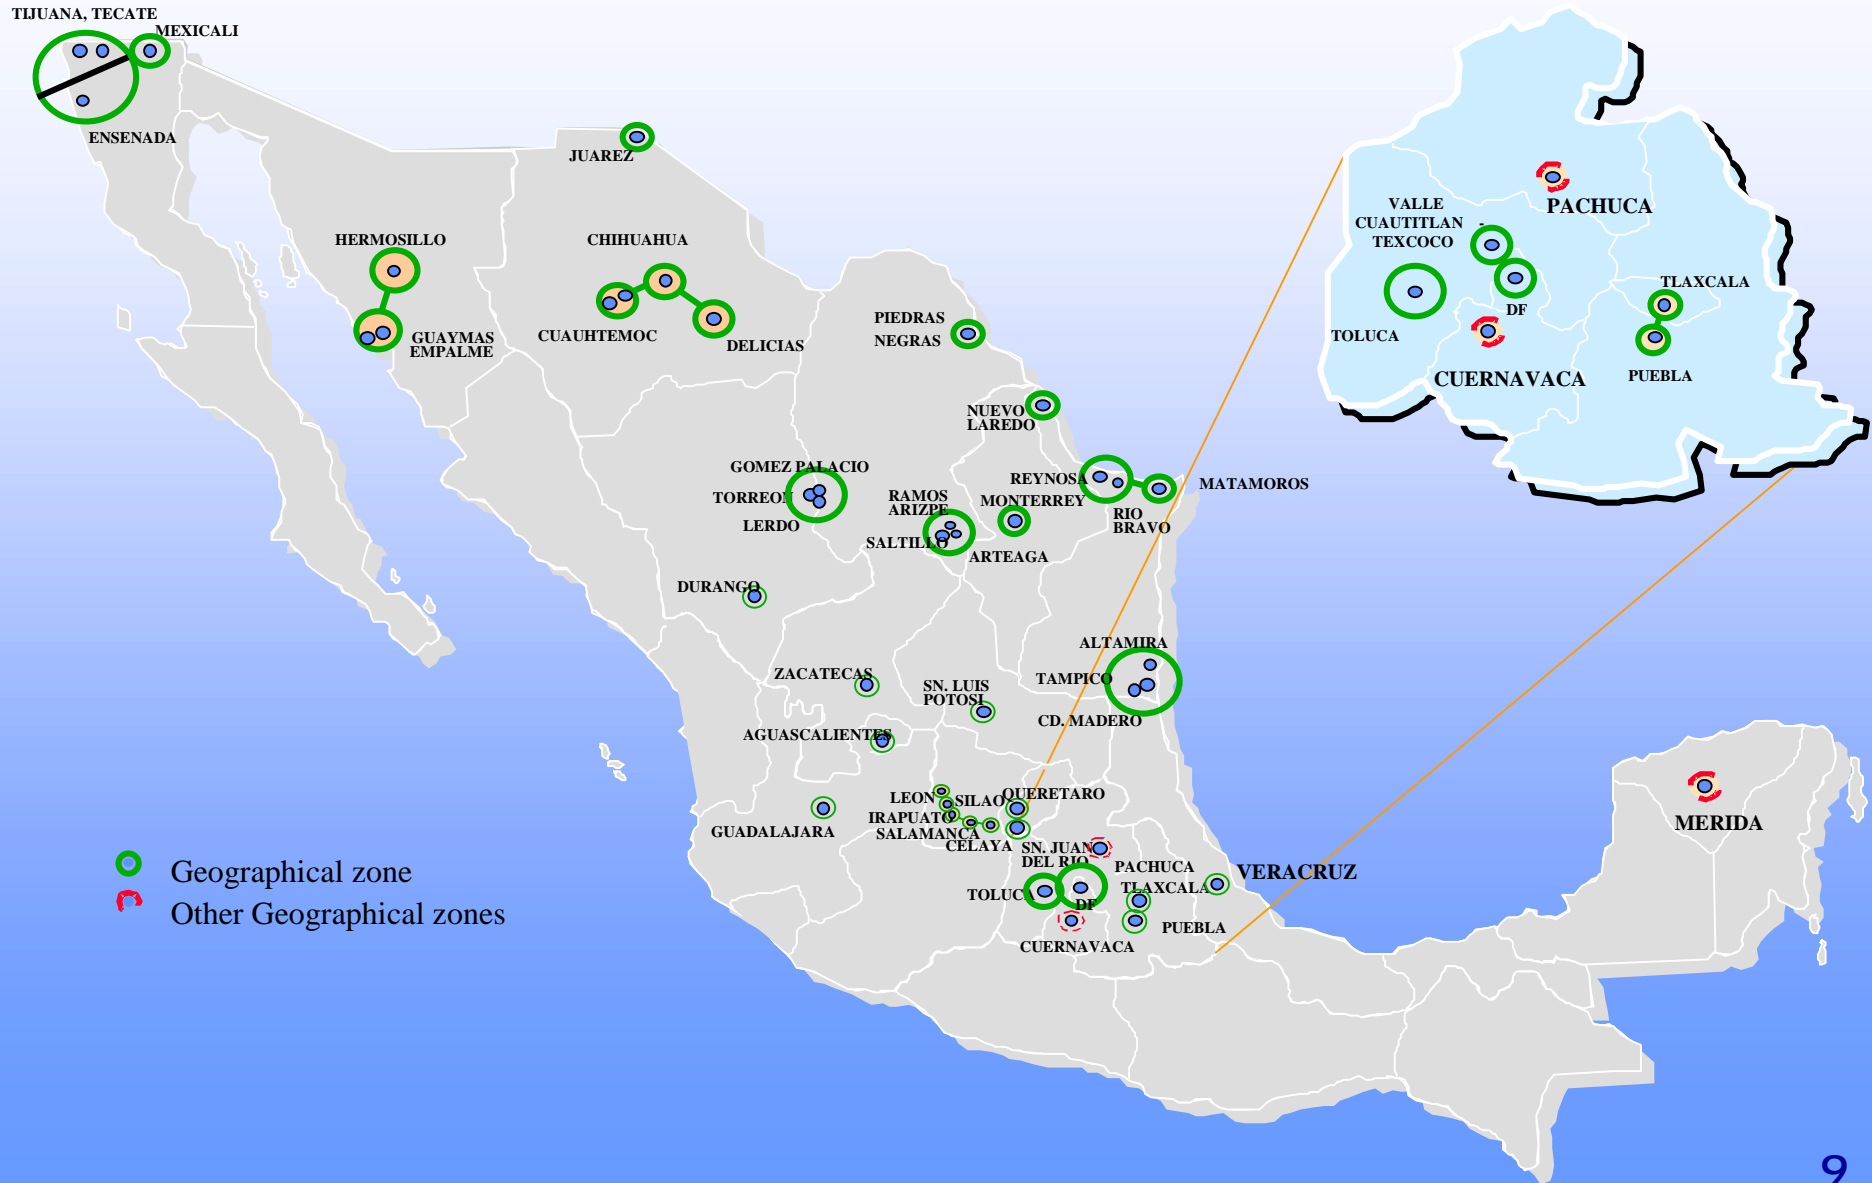 TIJUANA, TECATE
MEXICALI
ENSENADA
JUAREZ
HERMOSILLO
CHIHUAHUA
GUAYMAS
EMPALME
CUAUHTEMOC
DELICIAS
PIEDRAS
NEGRAS
NUEVO
LAREDO
GOMEZ PALACIO
TORREON
LERDO
RAMOS
ARIZPE
SALTILLO
ARTEAGA
MONTERREY
REYNOSA
RIO
BRAVO
MATAMOROS
DURANGO
ZACATECAS
SN. LUIS
POTOSI
ALTAMIRA
TAMPICO
CD. MADERO
AGUASCALIENTES
GUADALAJARA
LEON
SILAO
IRAPUATO
SALAMANCA
CELAYA
QUERETARO
SN. JUAN
DEL RIO
PACHUCA
TLAXCALA
TOLUCA
DF
CUERNAVACA
PUEBLA
VERACRUZ
MERIDA
PACHUCA
VALLE
CUAUTITLAN -
TEXCOCO
TOLUCA
DF
CUERNAVACA
TLAXCALA
PUEBLA
Geographical zone
Other Geographical zones
9